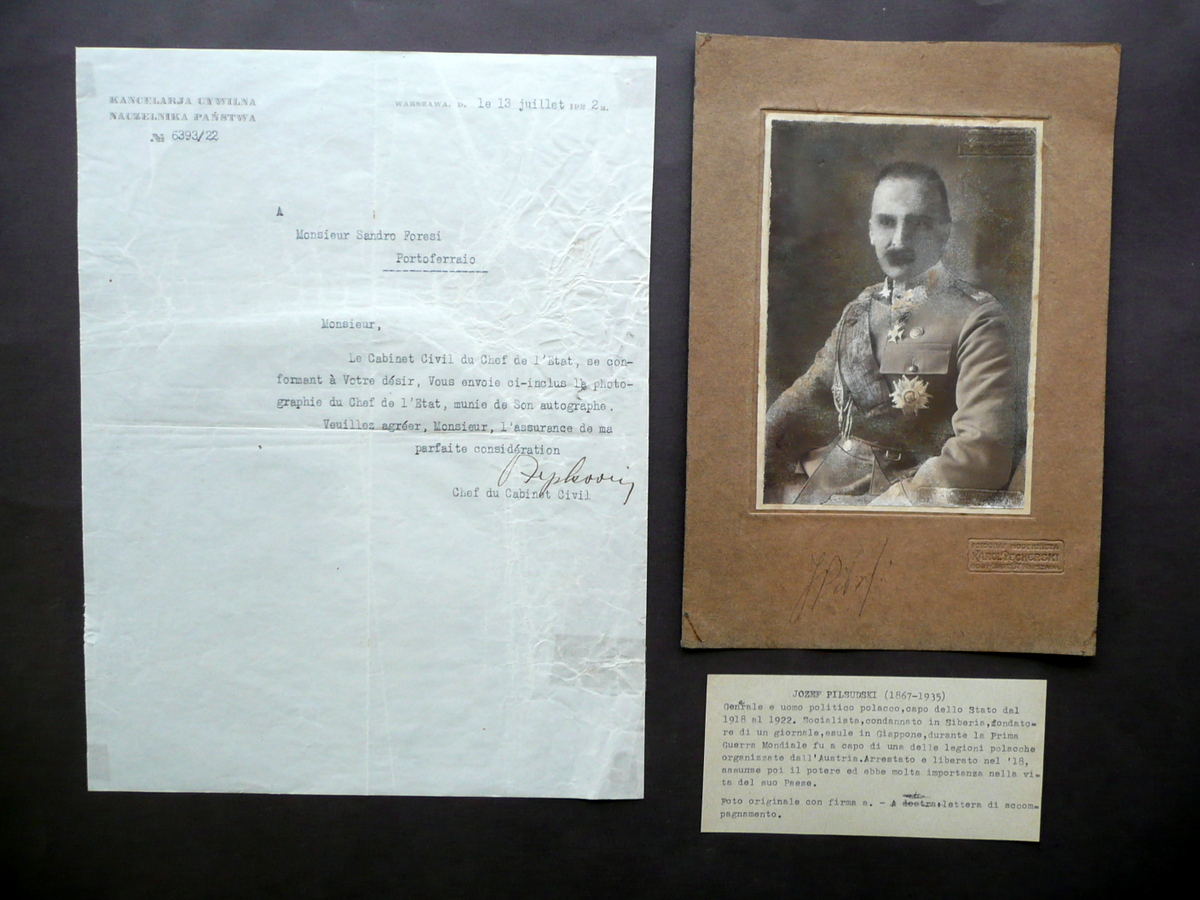 KANCELARJA CYWILNA
NACZELNIKA PAŃSTWA
№ 6393/22
WARSZAWA, D. le 13 juillet 192 2 R.
A
Monsieur Sandro Foresi
Portoferraio
Monsieur,
Le Cabinet Civil du Chef de l'Etat, se con-
formant à Votre désir, Vous envoie ci-inclus la photo-
graphie du Chef de l'Etat, munie de Son autographe.
Veuillez agréer, Monsieur, l'assurance de ma
parfaite considération
Chef du Cabinet Civil
KAROL PĘCHERSKI
JOZEF PILSUDSKI (1867-1935)
Generale e uomo politico polacco,capo dello Stato dal
1918 al 1922. Socialista,condannato in Siberia,fondato-
re di un giornale,esule in Giappone,durante la Prima
Guerra Mondiale fu a capo di una delle legioni polacche
organizzate dall'Austria.Arrestato e liberato nel '18,
assunse poi il potere ed ebbe molta importanza nella vi-
ta del suo Paese.
Foto originale con firma a. - A destra,lettera di accom-
pagnamento.